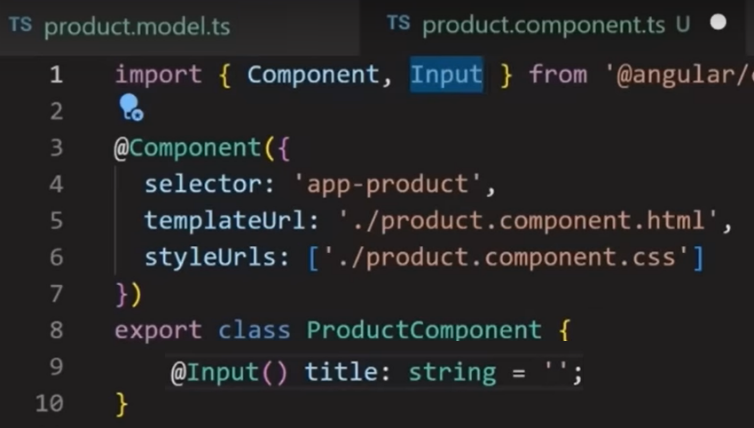 TS product.model.ts
TS product.component.ts U
1 import { Component, Input } from '@angular/
2
3 @Component({
4 selector: 'app-product',
5 templateUrl: './product.component.html',
6 styleUrls: ['./product.component.css']
7 })
8 export class ProductComponent {
9 @Input() title: string = '';
10 }